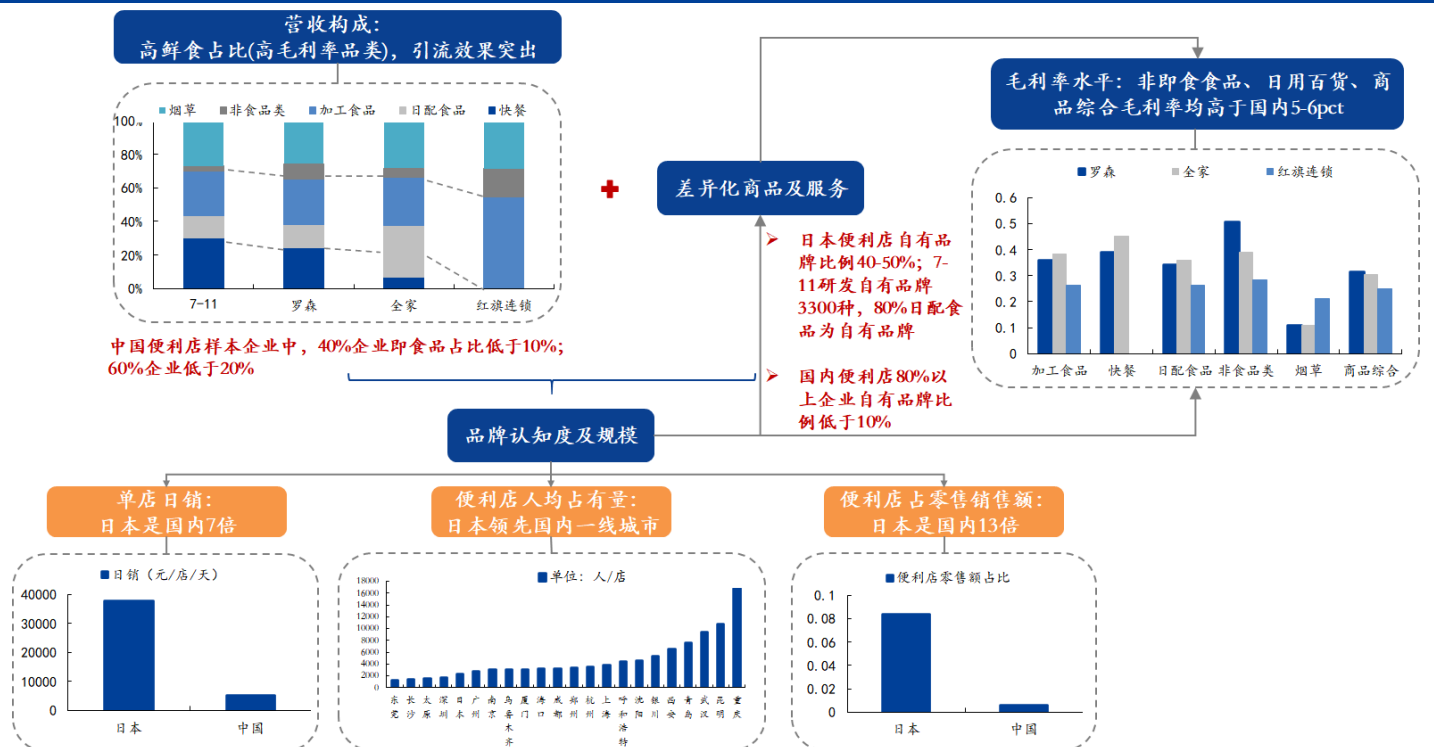 营收构成：
高鲜食占比(高毛利率品类)，引流效果突出
烟草 非食品类 加工食品 日配食品 快餐
100%
80%
60%
40%
20%
0%
7-11 罗森 全家 红旗连锁
中国便利店样本企业中，40%企业即食品占比低于10%；
60%企业低于20%
差异化商品及服务
日本便利店自有品
牌比例40-50%；7-
11研发自有品牌
3300种，80%日配食
品为自有品牌
国内便利店80%以
上企业自有品牌比
例低于10%
毛利率水平：非即食食品、日用百货、商
品综合毛利率均高于国内5-6pct
罗森 全家 红旗连锁
0.6
0.5
0.4
0.3
0.2
0.1
0
加工食品 快餐 日配食品 非食品类 烟草 商品综合
品牌认知度及规模
单店日销：
日本是国内7倍
日销（元/店/天）
40000
30000
20000
10000
0
日本 中国
便利店人均占有量：
日本领先国内一线城市
单位：人/店
18000
16000
14000
12000
10000
8000
6000
4000
2000
0
东莞 长沙 太原 深圳 日本 广州 南京 乌鲁木齐 厦门 海口 成都 郑州 杭州 上海 呼和浩特 沈阳 银川 西安 青岛 武汉 昆明 重庆
便利店占零售销售额：
日本是国内13倍
便利店零售额占比
0.1
0.08
0.06
0.04
0.02
0
日本 中国